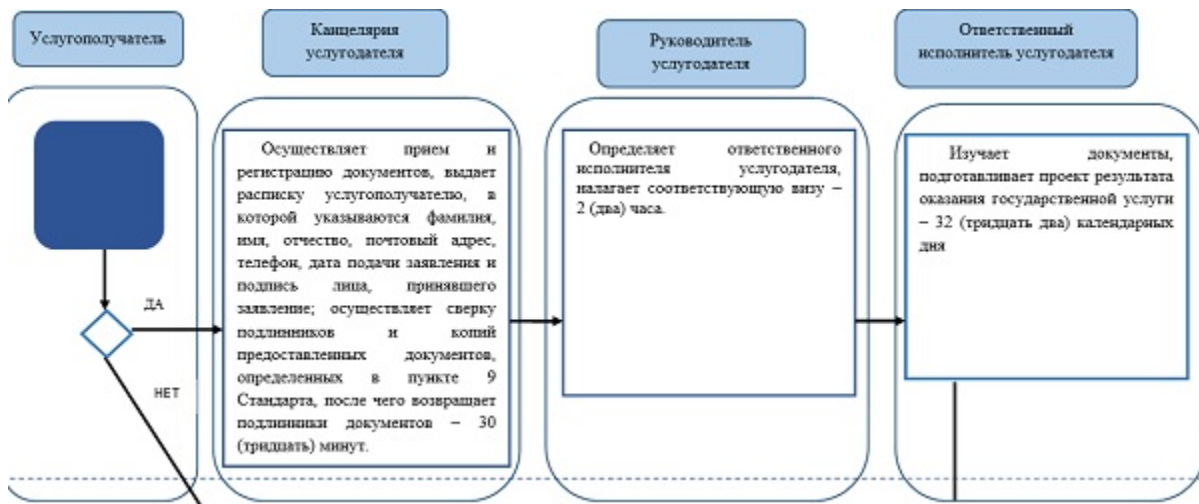 Услугополучатель
Канцелярия
услугодателя
Руководитель
услугодателя
Ответственный
исполнитель услугодателя
ДА
НЕТ
Осуществляет прием и
регистрацию документов, выдает
расписку услугополучателю, в
которой указываются фамилия,
имя, отчество, почтовый адрес,
телефон, дата подачи заявления и
подпись лица, принявшего
заявление; осуществляет сверку
подлинников и копий
предоставленных документов,
определенных в пункте 9
Стандарта, после чего возвращает
подлинники документов – 30
(тридцать) минут.
Определяет ответственного
исполнителя услугодателя,
налагает соответствующую визу –
2 (два) часа.
Изучает документы,
подготавливает проект результата
оказания государственной услуги
– 32 (тридцать два) календарных
дня